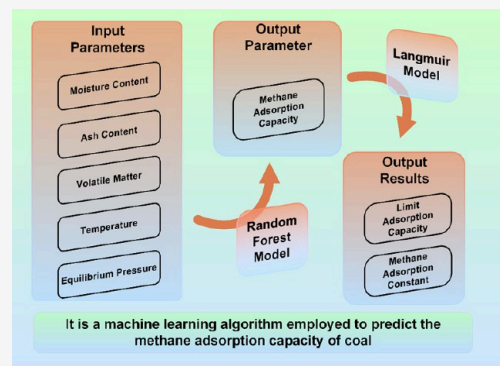 Input
Parameters
Moisture Content
Ash Content
Volatile Matter
Temperature
Equilibrium Pressure
Output
Parameter
Methane
Adsorption
Capacity
Random
Forest
Model
Langmuir
Model
Output
Results
Limit
Adsorption
Capacity
Methane
Adsorption
Constant
It is a machine learning algorithm employed to predict the
methane adsorption capacity of coal